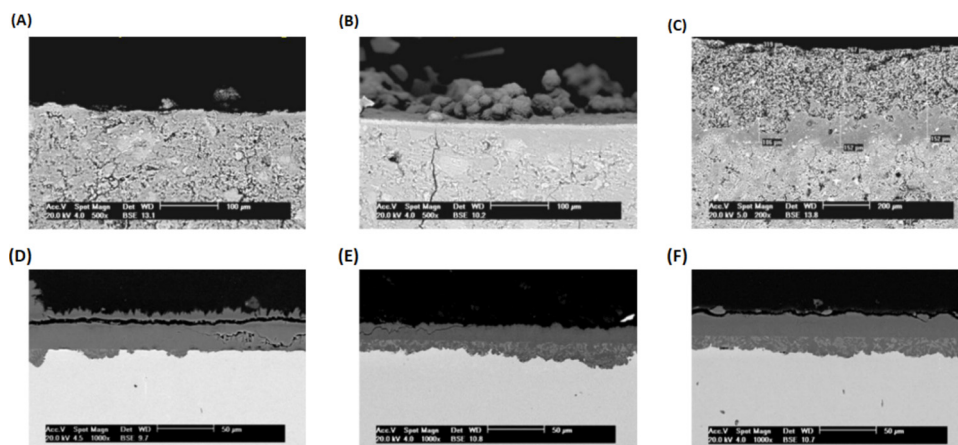 (A)
(B)
(C)
Acc.V Spot Magn Det WD 100 µm
20.0 kV 4.0 500x BSE 13.1
Acc.V Spot Magn Det WD 100 µm
20.0 kV 4.0 500x BSE 10.2
152 µm
152 µm
Acc.V Spot Magn Det WD 200 µm
20.0 kV 5.0 200x BSE 13.8
(D)
(E)
(F)
Acc.V Spot Magn Det WD 50 µm
20.0 kV 4.5 1000x BSE 9.7
Acc.V Spot Magn Det WD 50 µm
20.0 kV 4.0 1000x BSE 10.8
Acc.V Spot Magn Det WD 50 µm
20.0 kV 4.0 1000x BSE 10.7